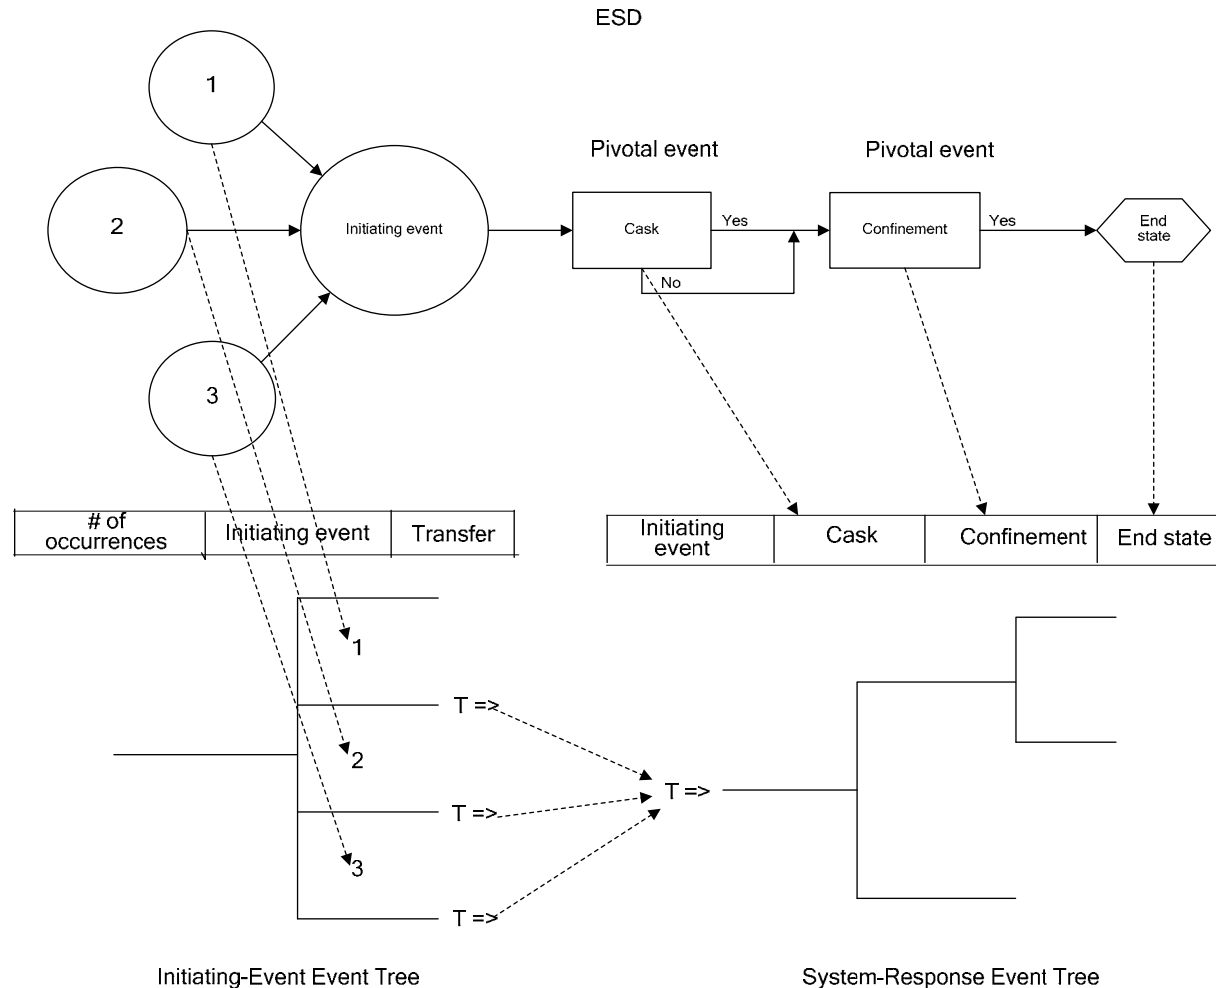 ESD
1
Pivotal event
Pivotal event
2
Initiating event
Cask
Yes
Confinement
Yes
End
state
No
3
# of
occurrences
Initiating event
Transfer
Initiating
event
Cask
Confinement
End state
1
T =>
2
T =>
T =>
3
T =>
Initiating-Event Event Tree
System-Response Event Tree